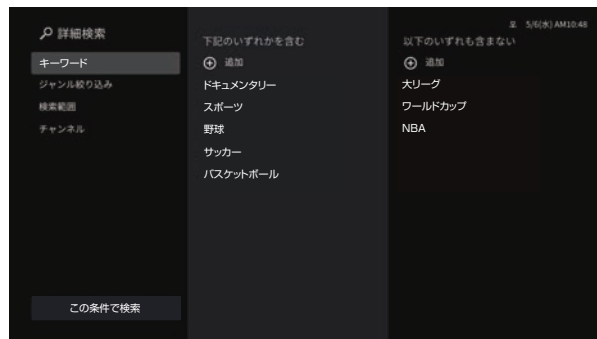 5/6(水) AM10:48
詳細検索
キーワード
ジャンル絞り込み
検索範囲
チャンネル
この条件で検索
下記のいずれかを含む
追加
ドキュメンタリー
スポーツ
野球
サッカー
バスケットボール
以下のいずれも含まない
追加
大リーグ
ワールドカップ
NBA